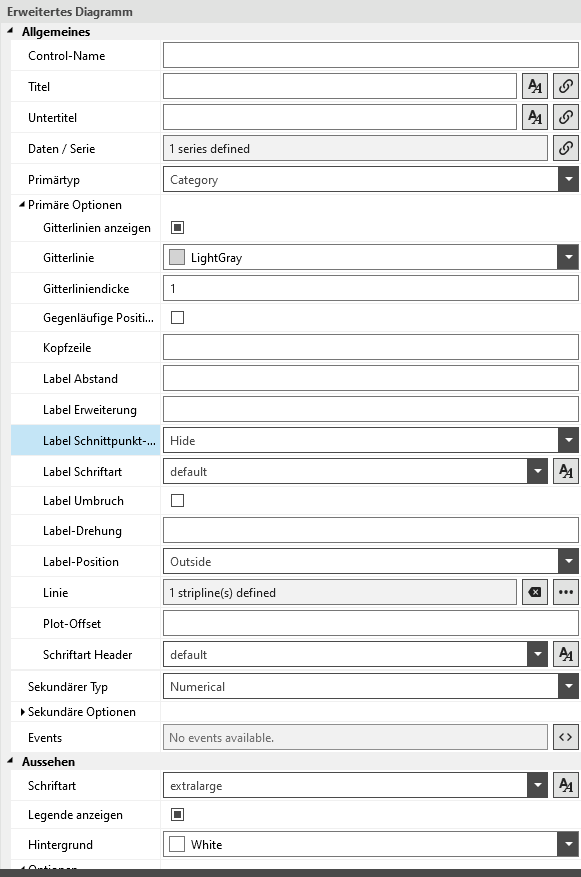 Erweitertes Diagramm
Allgemeines
Control-Name
Titel
Untertitel
Daten / Serie 1 series defined
Primärtyp Category
Primäre Optionen
Gitterlinien anzeigen
Gitterlinie LightGray
Gitterliniendicke 1
Gegenläufige Positi...
Kopfzeile
Label Abstand
Label Erweiterung
Label Schnittpunkt-... Hide
Label Schriftart default
Label Umbruch
Label-Drehung
Label-Position Outside
Linie 1 stripline(s) defined
Plot-Offset
Schriftart Header default
Sekundärer Typ Numerical
Sekundäre Optionen
Events No events available.
Aussehen
Schriftart extralarge
Legende anzeigen
Hintergrund White